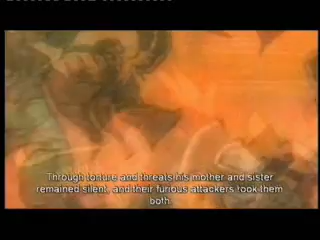 Through torture and threats his mother and sister
remained silent, and their furious attackers took them
both.